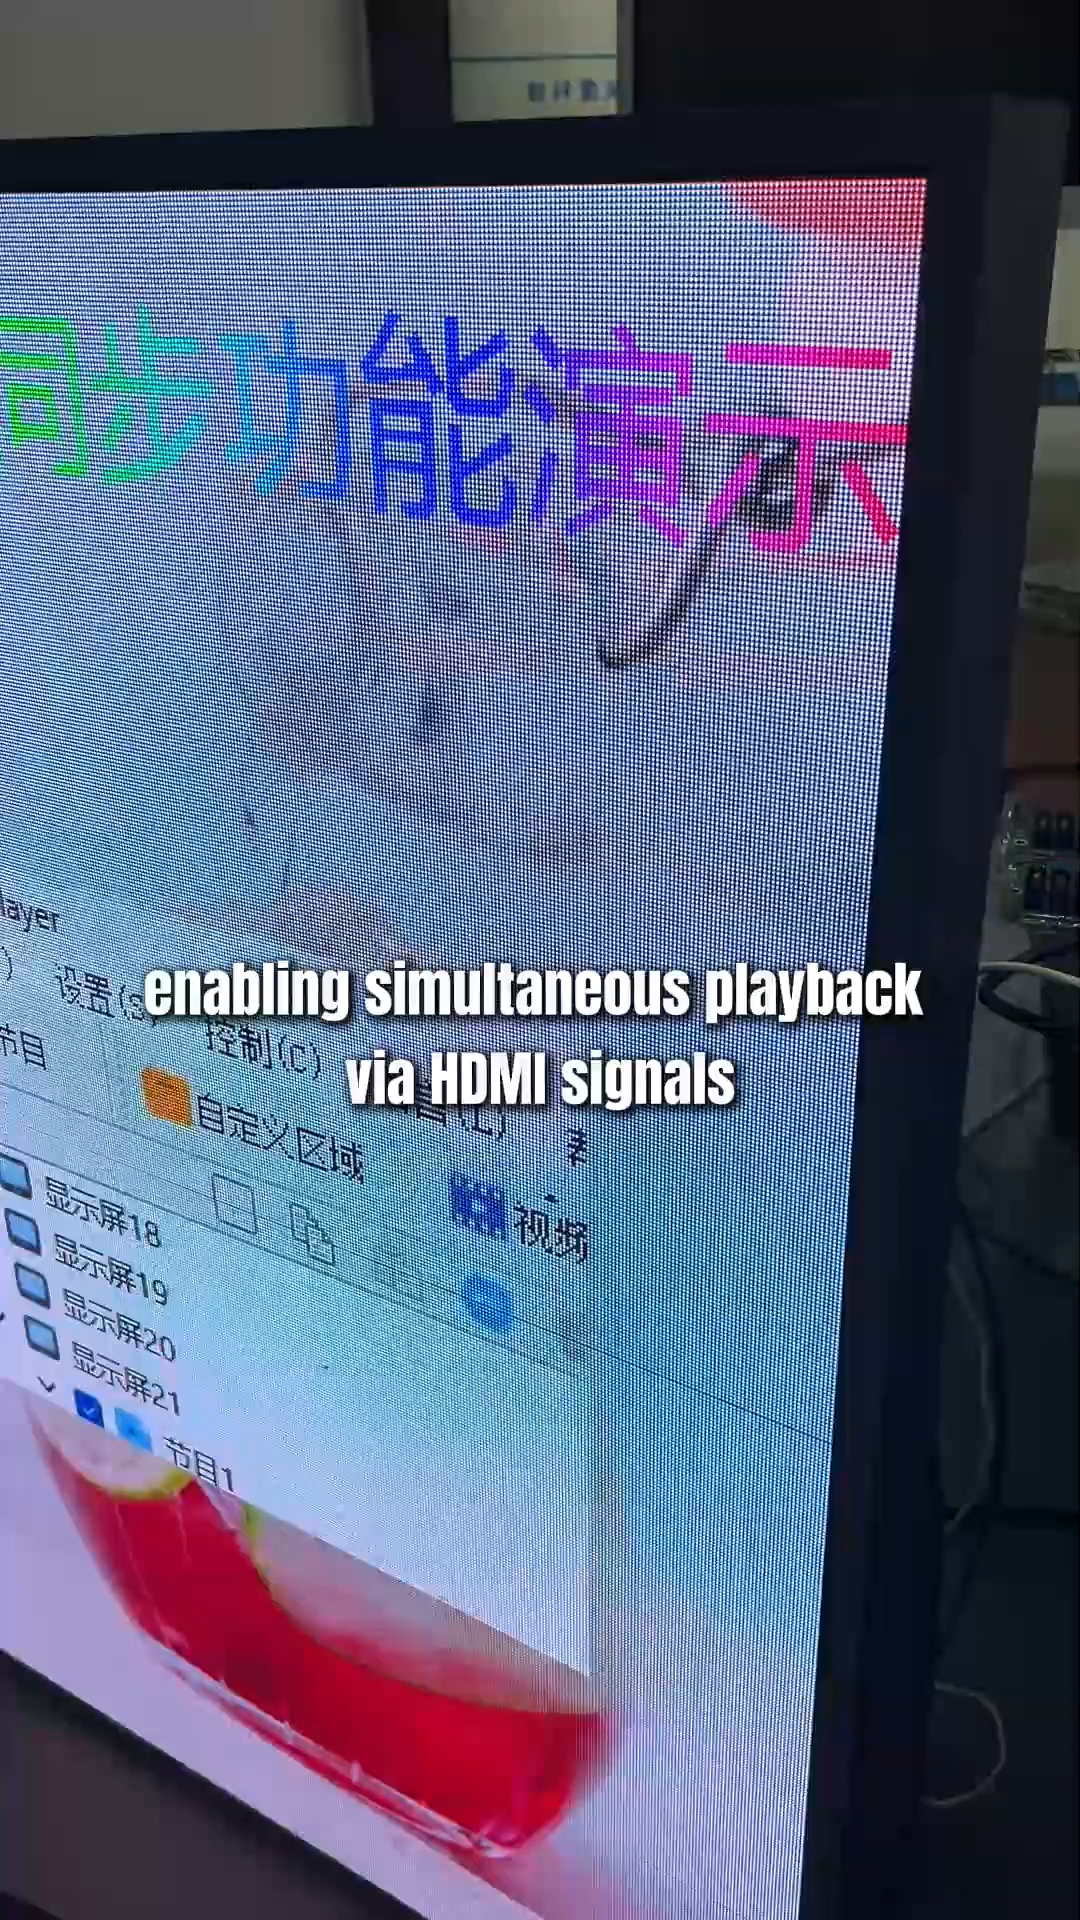 同步功能演示
layer
设置(s)
控制(C)
节目
自定义区域
视频
显示屏18
显示屏19
显示屏20
显示屏21
节目1
enabling simultaneous playback
via HDMI signals